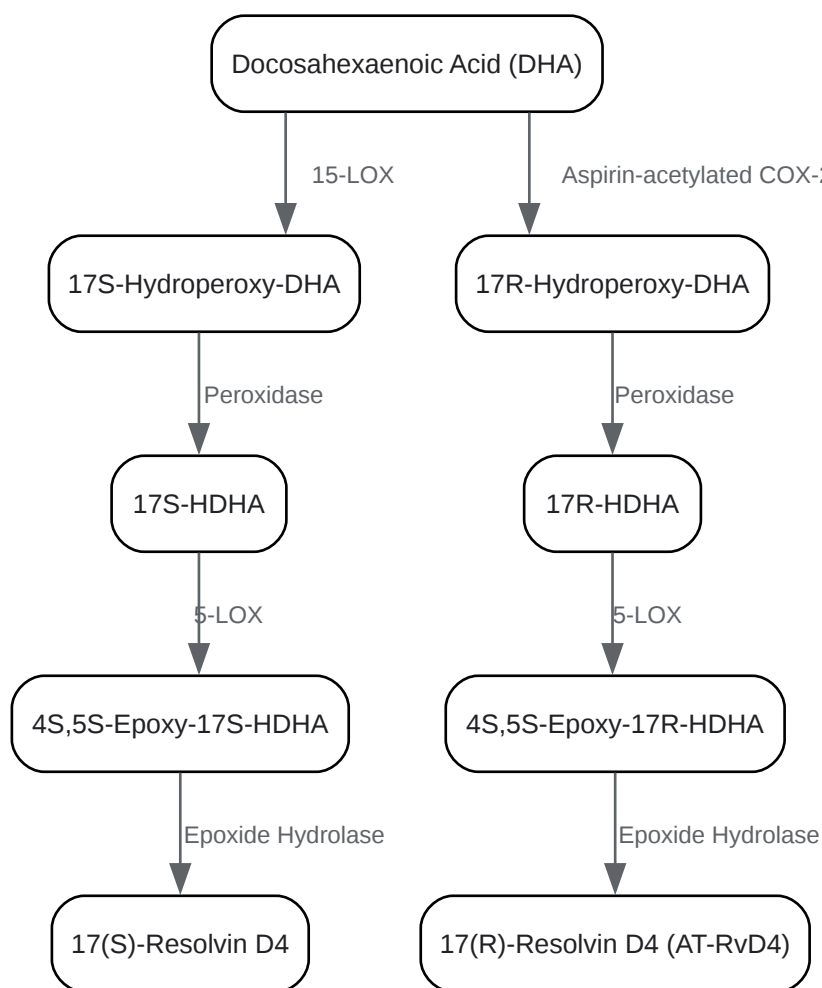 Docosahexaenoic Acid (DHA)
15-LOX
Aspirin-acetylated COX-2
17S-Hydroperoxy-DHA
17R-Hydroperoxy-DHA
Peroxidase
Peroxidase
17S-HDHA
17R-HDHA
5-LOX
5-LOX
4S,5S-Epoxy-17S-HDHA
4S,5S-Epoxy-17R-HDHA
Epoxide Hydrolase
Epoxide Hydrolase
17(S)-Resolvin D4
17(R)-Resolvin D4 (AT-RvD4)